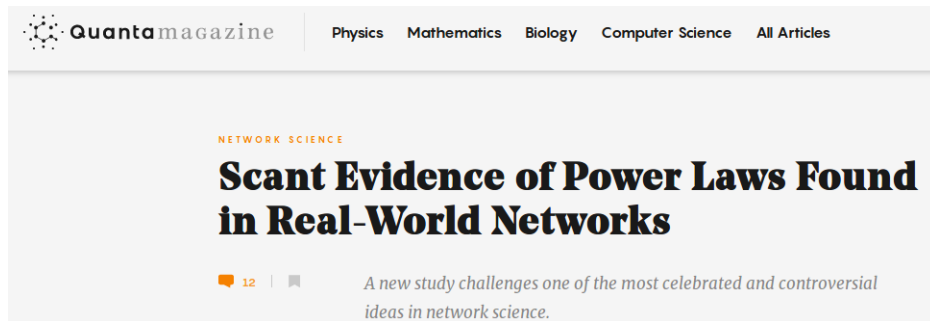 Quantamagazine Physics Mathematics Biology Computer Science All Articles
NETWORK SCIENCE
Scant Evidence of Power Laws Found
in Real-World Networks
12
A new study challenges one of the most celebrated and controversial
ideas in network science.